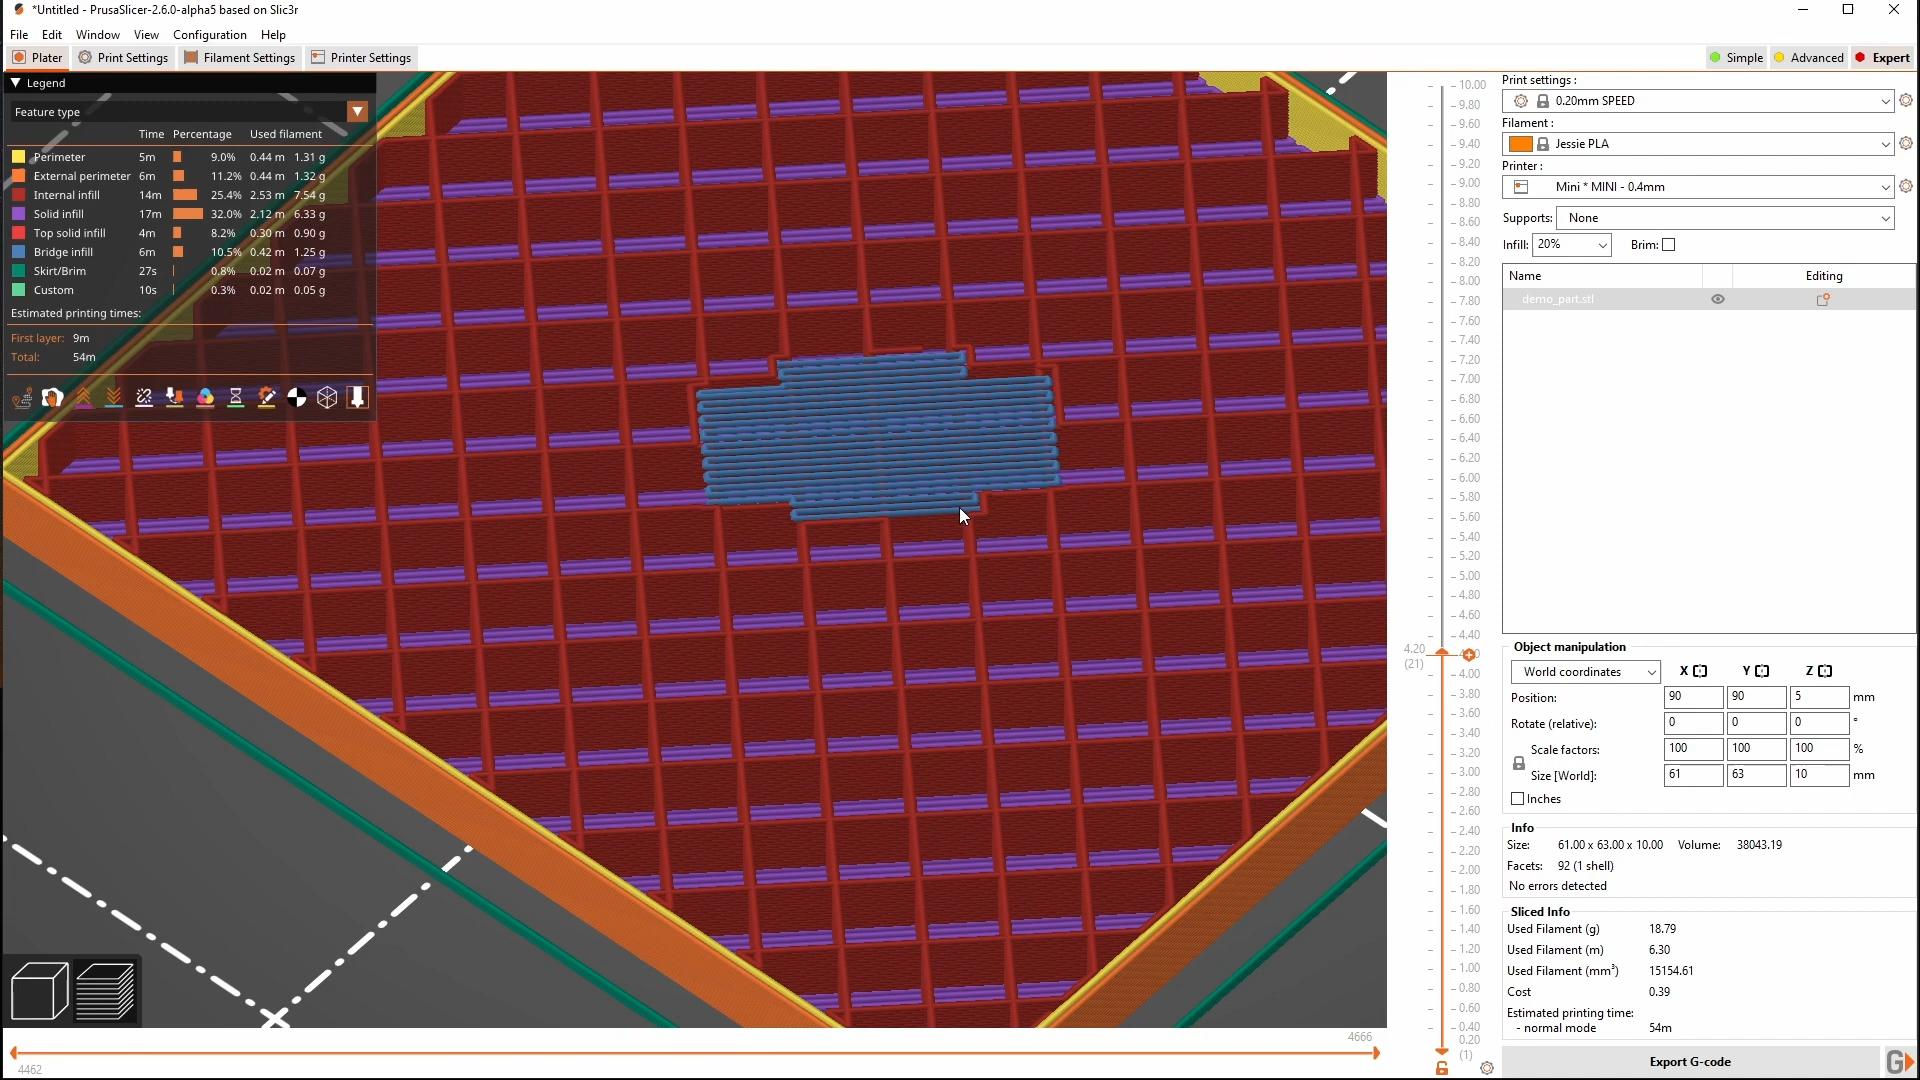 *Untitled - PrusaSlicer-2.6.0-alpha5 based on Slic3r
File Edit Window View Configuration Help
Plater Print Settings Filament Settings Printer Settings Simple Advanced Expert
Legend
Feature type
Time Percentage Used filament
Perimeter 5m 9.0% 0.44 m 1.31 g
External perimeter 6m 11.2% 0.44 m 1.32 g
Internal infill 14m 25.4% 2.53 m 7.54 g
Solid infill 17m 32.0% 2.12 m 6.33 g
Top solid infill 4m 8.2% 0.30 m 0.90 g
Bridge infill 6m 10.5% 0.42 m 1.25 g
Skirt/Brim 27s 0.8% 0.02 m 0.07 g
Custom 10s 0.3% 0.02 m 0.05 g
Estimated printing times:
First layer: 9m
Total: 54m
10.00
9.80
9.60
9.40
9.20
9.00
8.80
8.60
8.40
8.20
8.00
7.80
7.60
7.40
7.20
7.00
6.80
6.60
6.40
6.20
6.00
5.80
5.60
5.40
5.20
5.00
4.80
4.60
4.40
4.20
(21)
4.00
3.80
3.60
3.40
3.20
3.00
2.80
2.60
2.40
2.20
2.00
1.80
1.60
1.40
1.20
1.00
0.80
0.60
0.40
0.20
(1)
4666
4462
Print settings :
0.20mm SPEED
Filament :
Jessie PLA
Printer :
Mini * MINI - 0.4mm
Supports: None
Infill: 20% Brim:
Name Editing
demo_part.stl
Object manipulation
World coordinates X Y Z
Position: 90 90 5 mm
Rotate (relative): 0 0 0 °
Scale factors: 100 100 100 %
Size [World]: 61 63 10 mm
Inches
Info
Size: 61.00 x 63.00 x 10.00 Volume: 38043.19
Facets: 92 (1 shell)
No errors detected
Sliced Info
Used Filament (g) 18.79
Used Filament (m) 6.30
Used Filament (mm³) 15154.61
Cost 0.39
Estimated printing time:
- normal mode 54m
Export G-code G